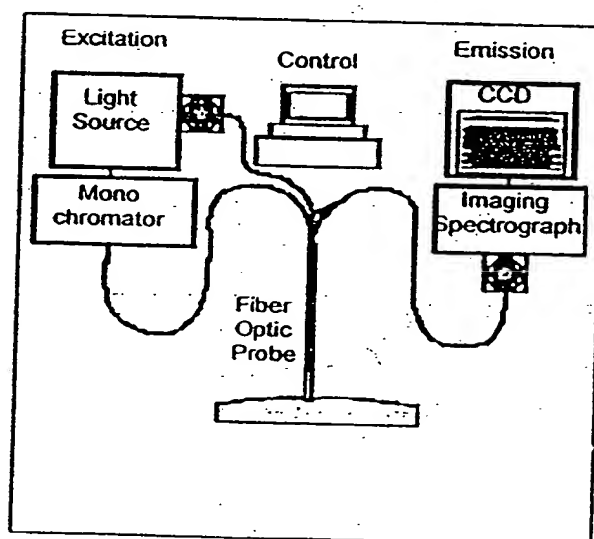 Excitation
Control
Emission
Light
Source
CCD
Mono
chromator
Imaging
Spectrograph
Fiber
Optic
Probe